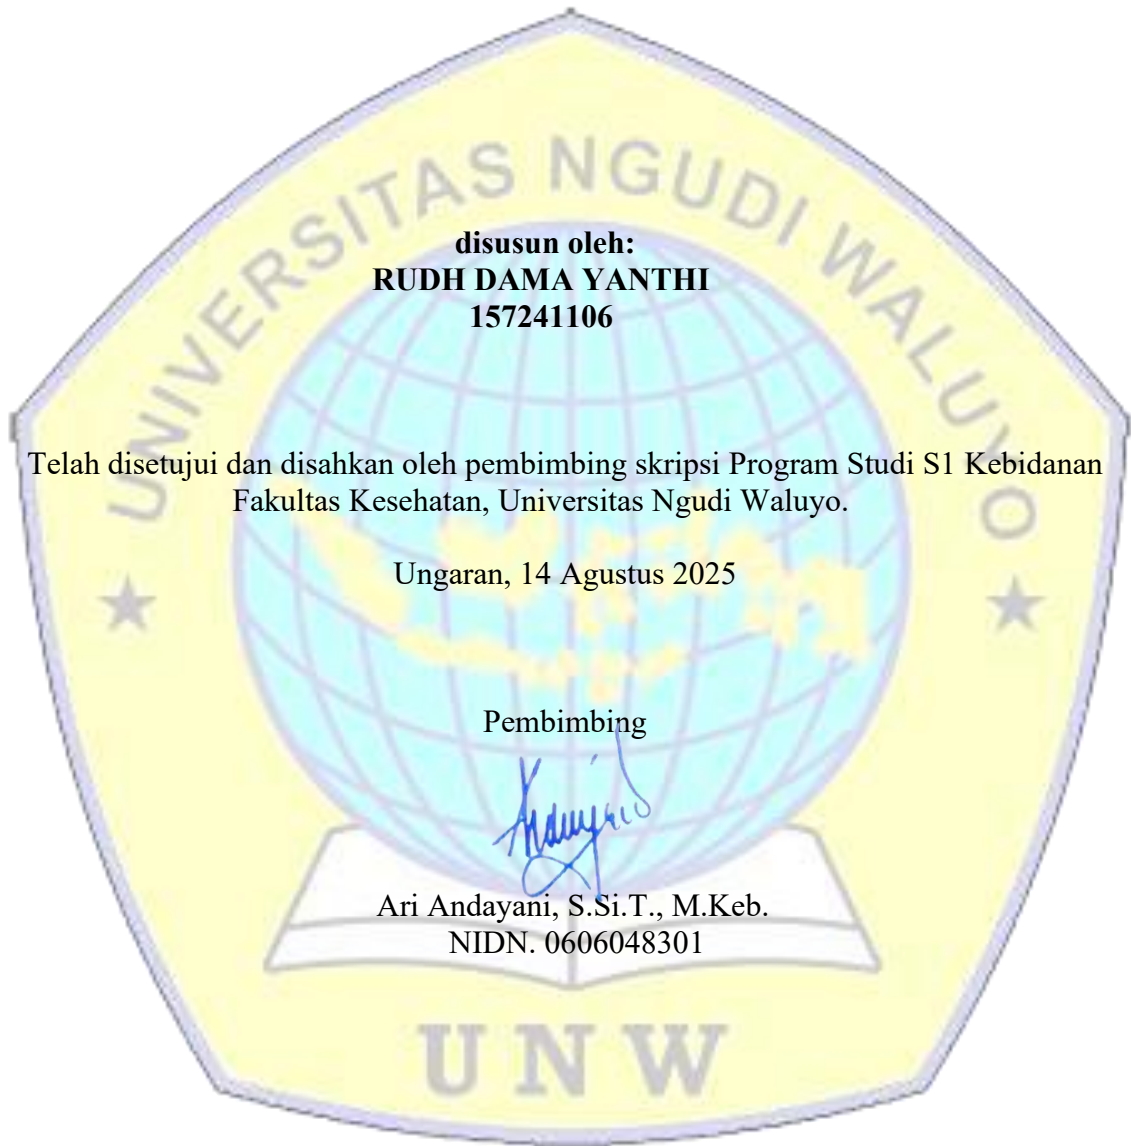 UNIVERSITAS NGUDI WALUYO
disusun oleh:
RUDH DAMA YANTHI
157241106
Telah disetujui dan disahkan oleh pembimbing skripsi Program Studi S1 Kebidanan
Fakultas Kesehatan, Universitas Ngudi Waluyo.
Ungaran, 14 Agustus 2025
Pembimbing
Ari Andayani, S.Si.T., M.Keb.
NIDN. 0606048301
UNW